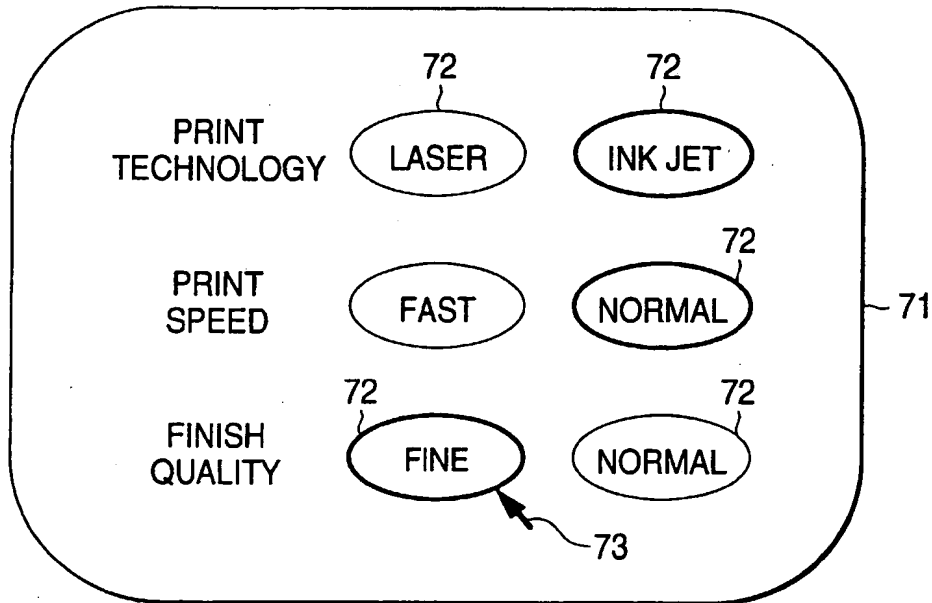 72 72
PRINT
TECHNOLOGY
LASER INK JET
72
PRINT
SPEED
FAST NORMAL
71
72 72
FINISH
QUALITY
FINE NORMAL
73